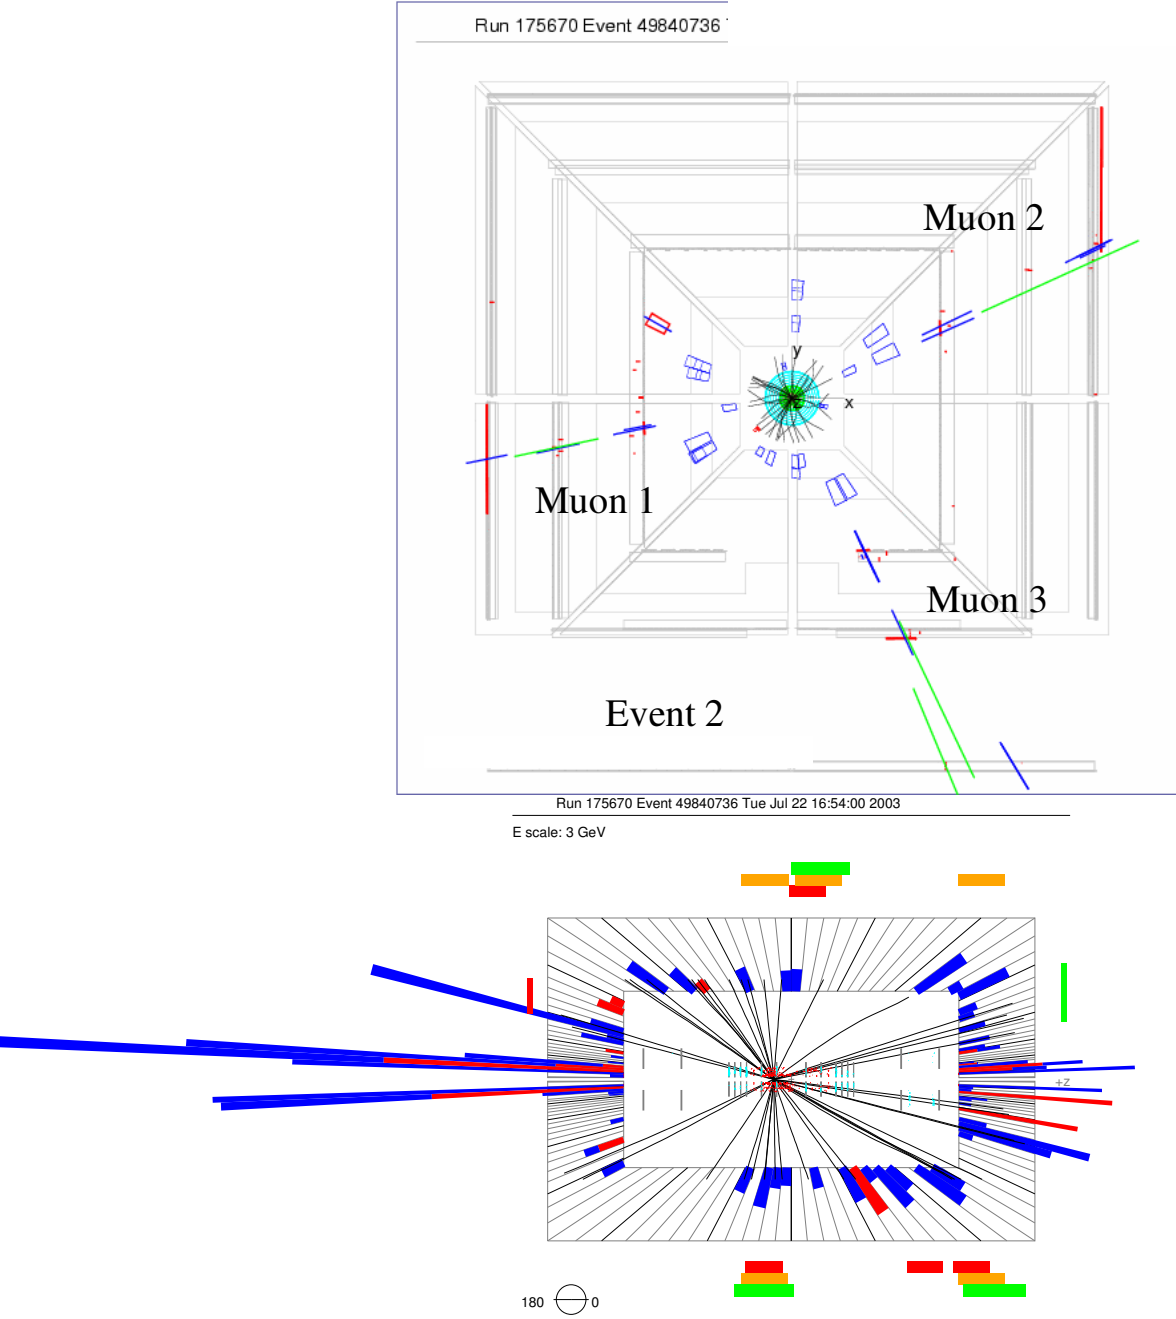 Run 175670 Event 49840736
Muon 2
y
x
Muon 1
Muon 3
Event 2
Run 175670 Event 49840736 Tue Jul 22 16:54:00 2003
E scale: 3 GeV
+z
180 0